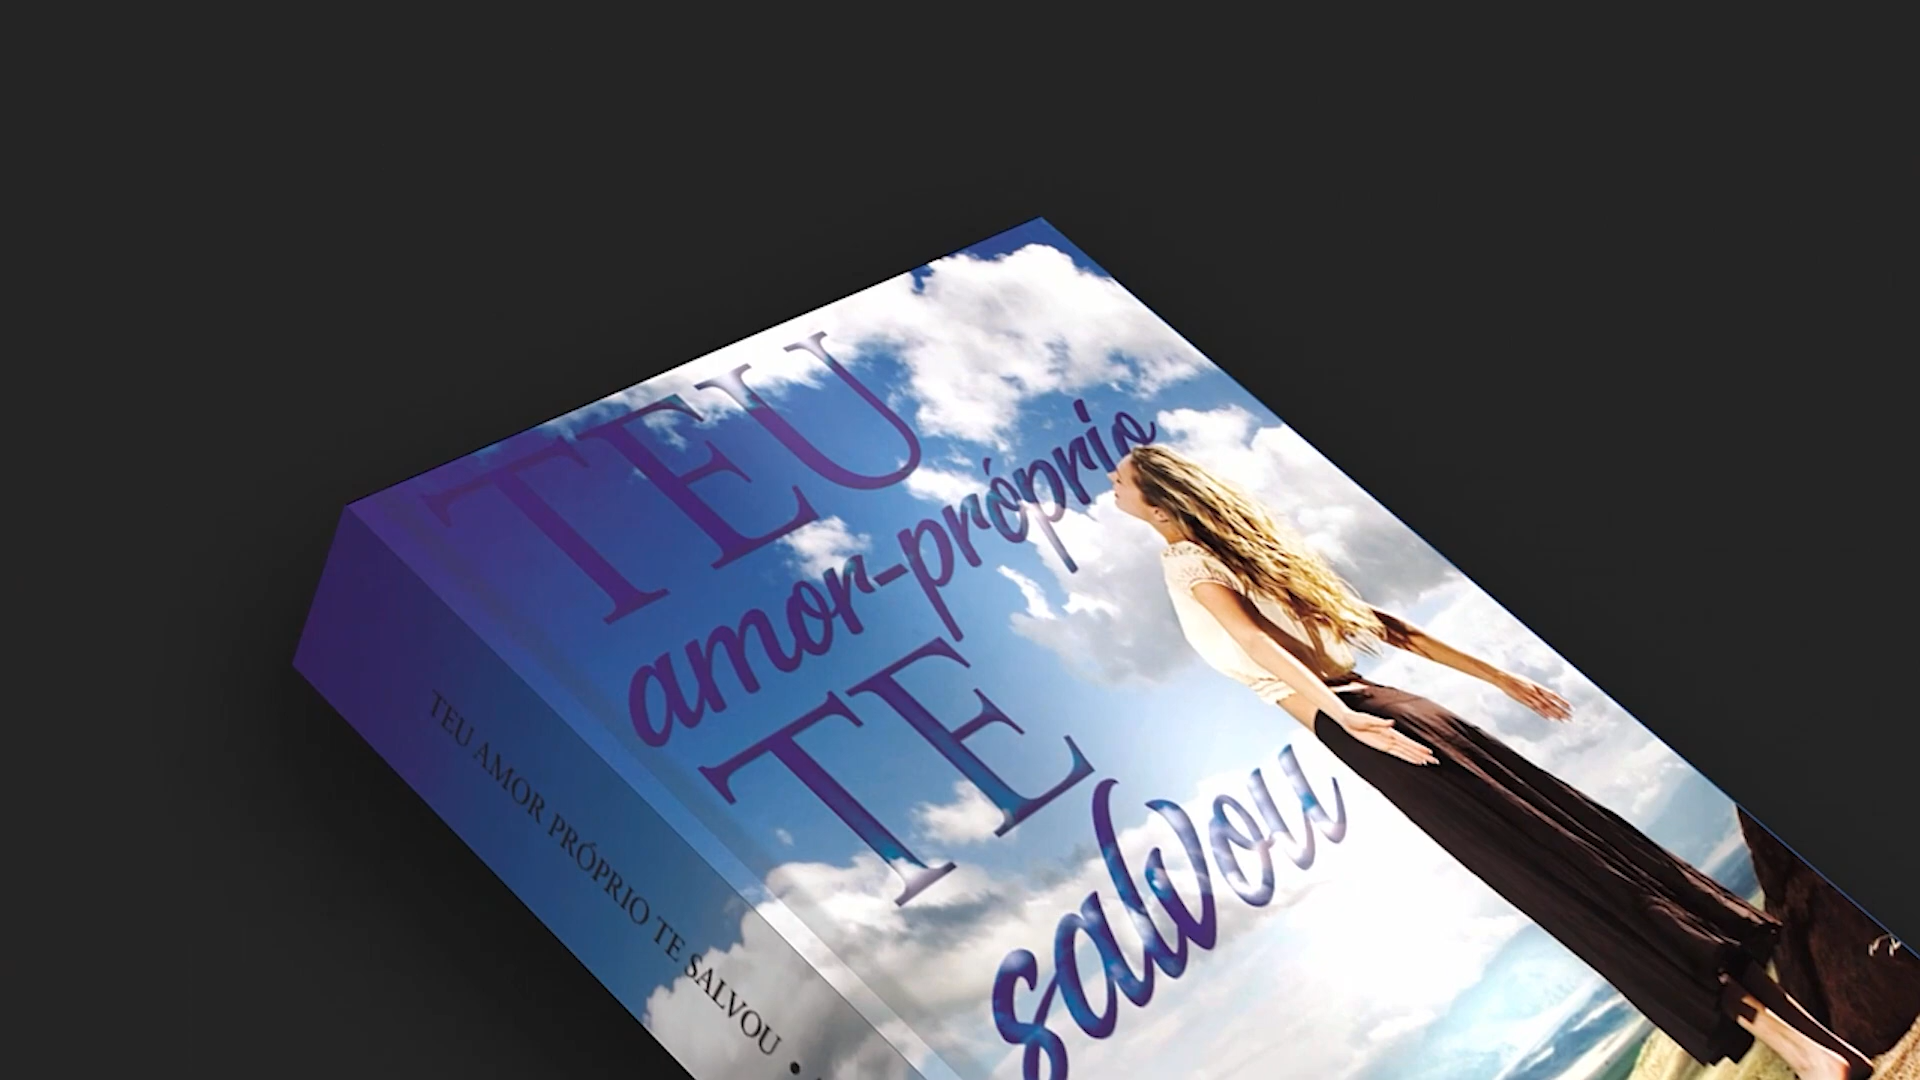 TEU
amor-próprio
TE
salvou
TEU AMOR PRÓPRIO TE SALVOU •